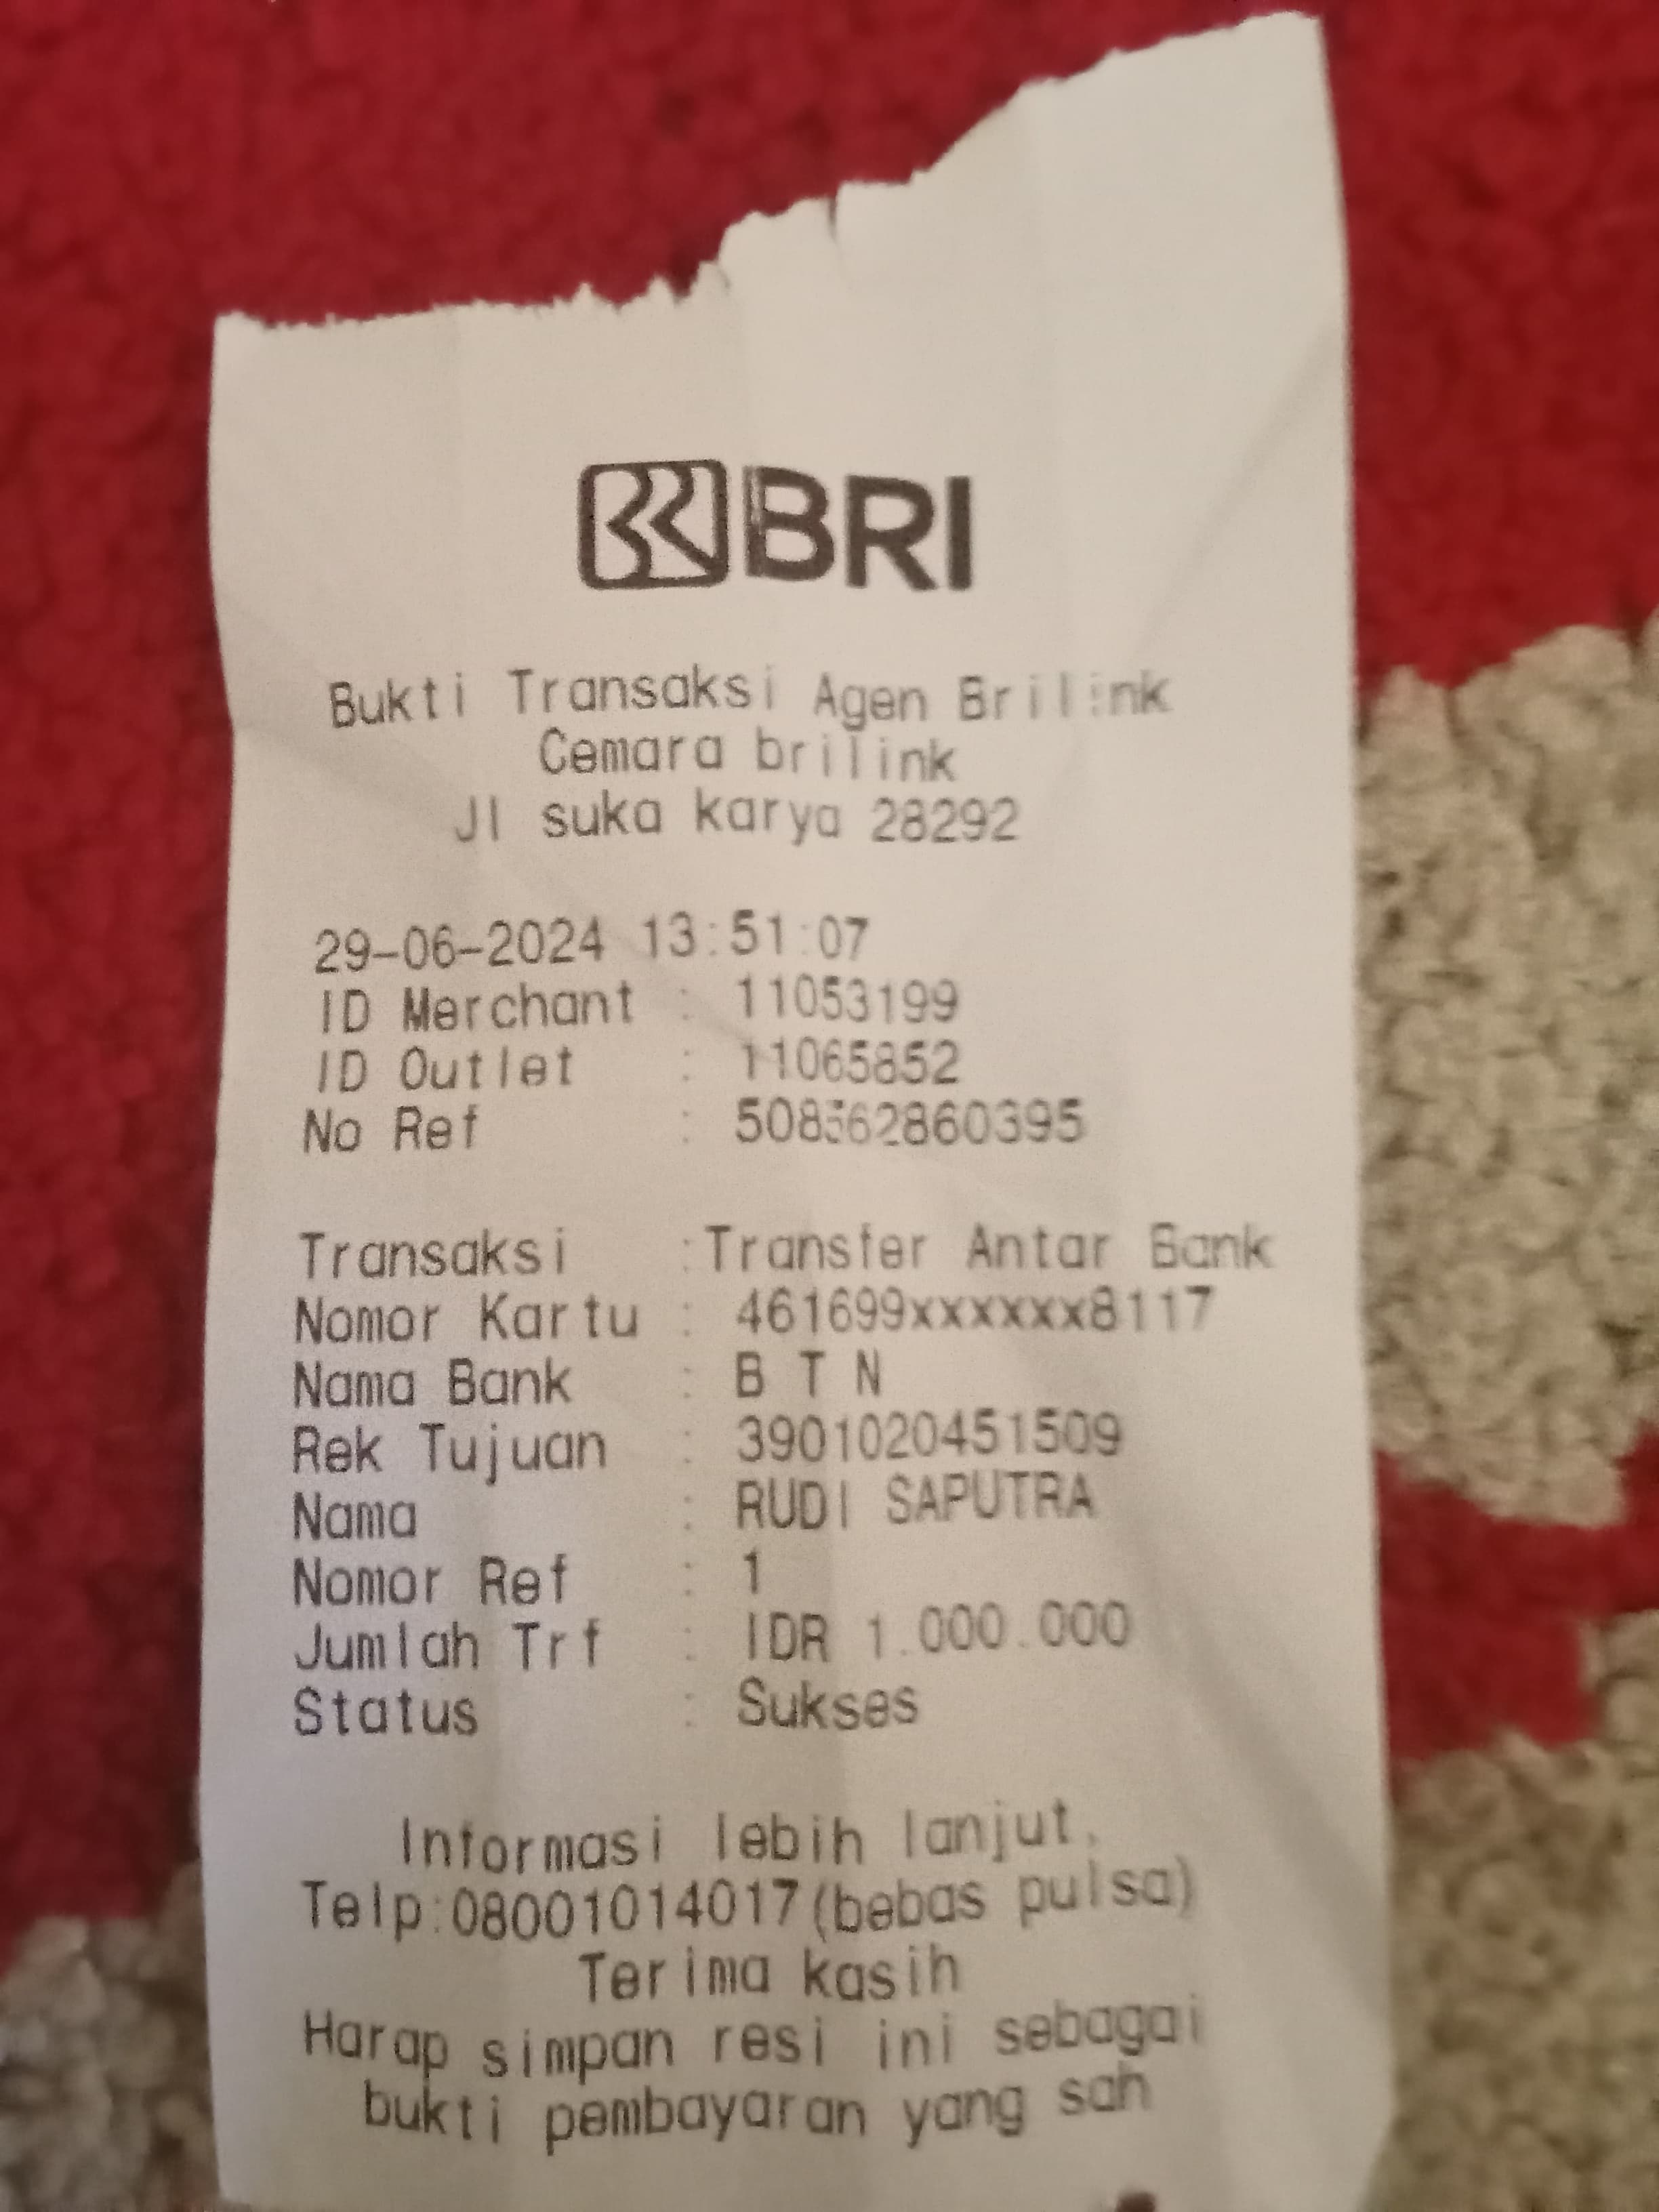 BRI
Bukti Transaksi Agen Brilink
Cemara brilink
Jl suka karya 28292
29-06-2024 13:51:07
ID Merchant : 11053199
ID Outlet : 11065852
No Ref : 508562860395
Transaksi :Transfer Antar Bank
Nomor Kartu : 461699xxxxxx8117
Nama Bank : B T N
Rek Tujuan : 3901020451509
Nama : RUDI SAPUTRA
Nomor Ref : 1
Jumlah Trf : IDR 1.000.000
Status : Sukses
Informasi lebih lanjut,
Telp:08001014017(bebas pulsa)
Terima kasih
Harap simpan resi ini sebagai
bukti pembayaran yang sah